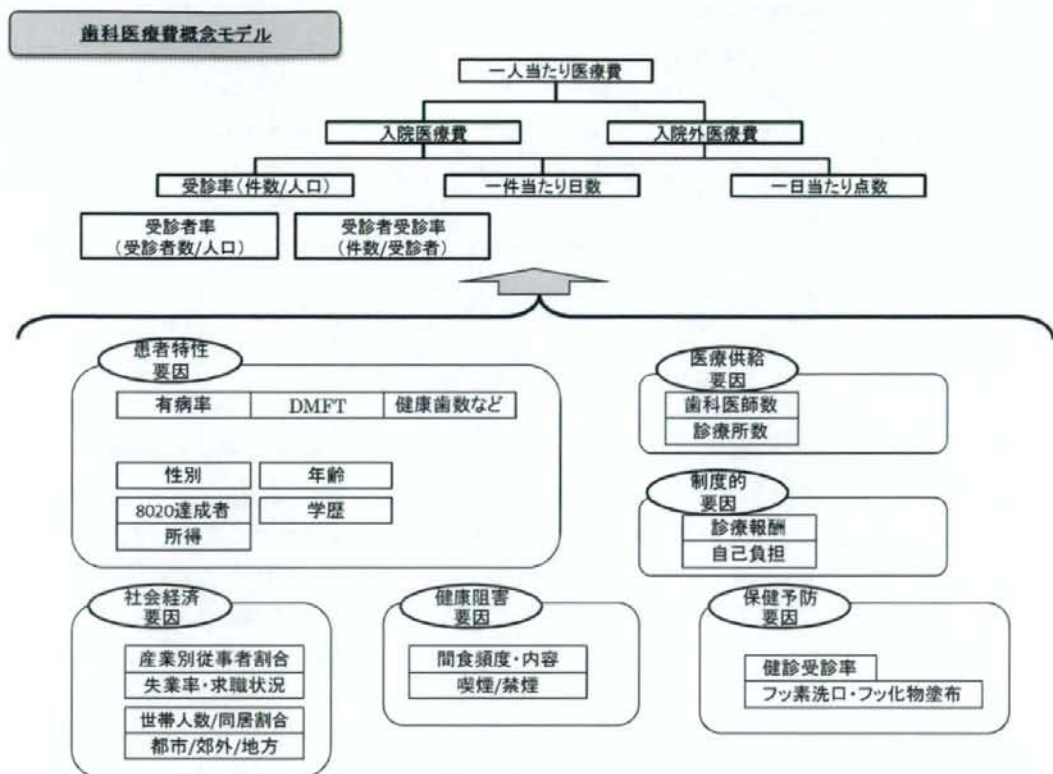 歯科医療費概念モデル
一人当たり医療費
入院医療費
入院外医療費
受診率(件数/人口)
一件当たり日数
一日当たり点数
受診者率
(受診者数/人口)
受診者受診率
(件数/受診者)
患者特性
要因
有病率
DMFT
健康歯数など
性別
年齢
8020達成者
学歴
所得
医療供給
要因
歯科医師数
診療所数
制度的
要因
診療報酬
自己負担
社会経済
要因
産業別従事者割合
失業率・求職状況
世帯人数/同居割合
都市/郊外/地方
健康阻害
要因
間食頻度・内容
喫煙/禁煙
保健予防
要因
健診受診率
フッ素洗口・フッ化物塗布